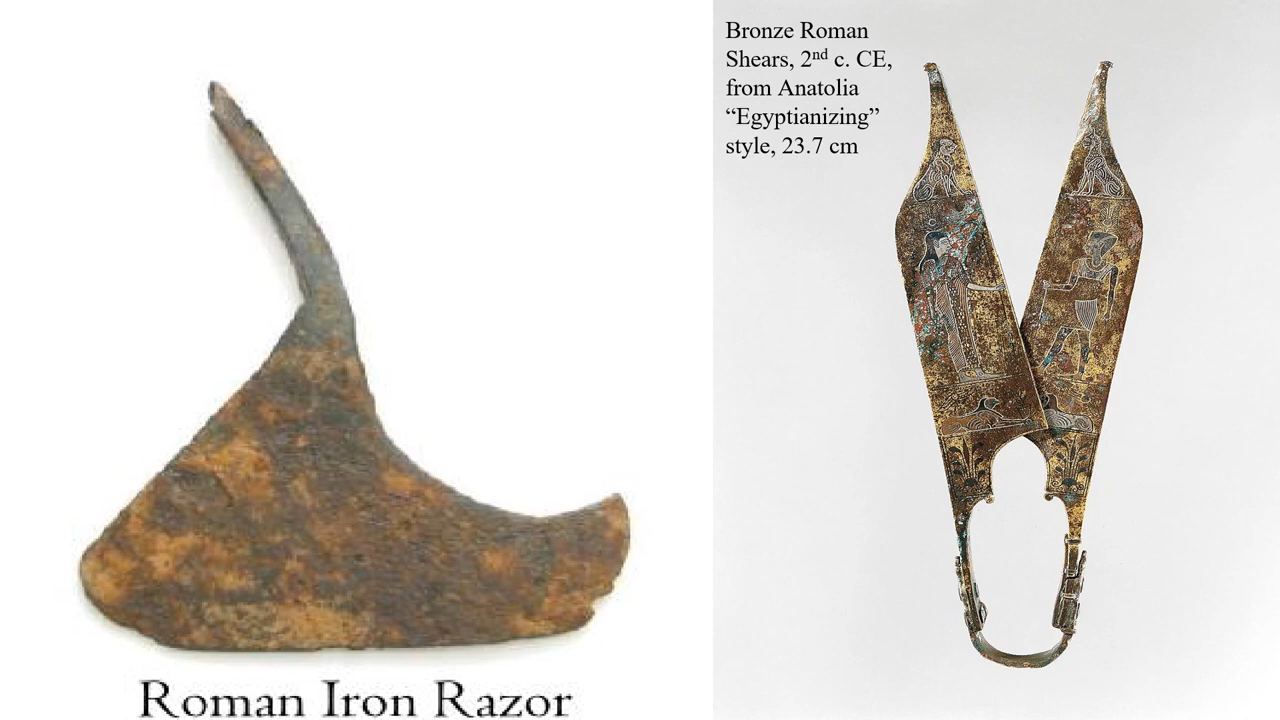 Roman Iron Razor
Bronze Roman
Shears, 2nd c. CE,
from Anatolia
“Egyptianizing”
style, 23.7 cm